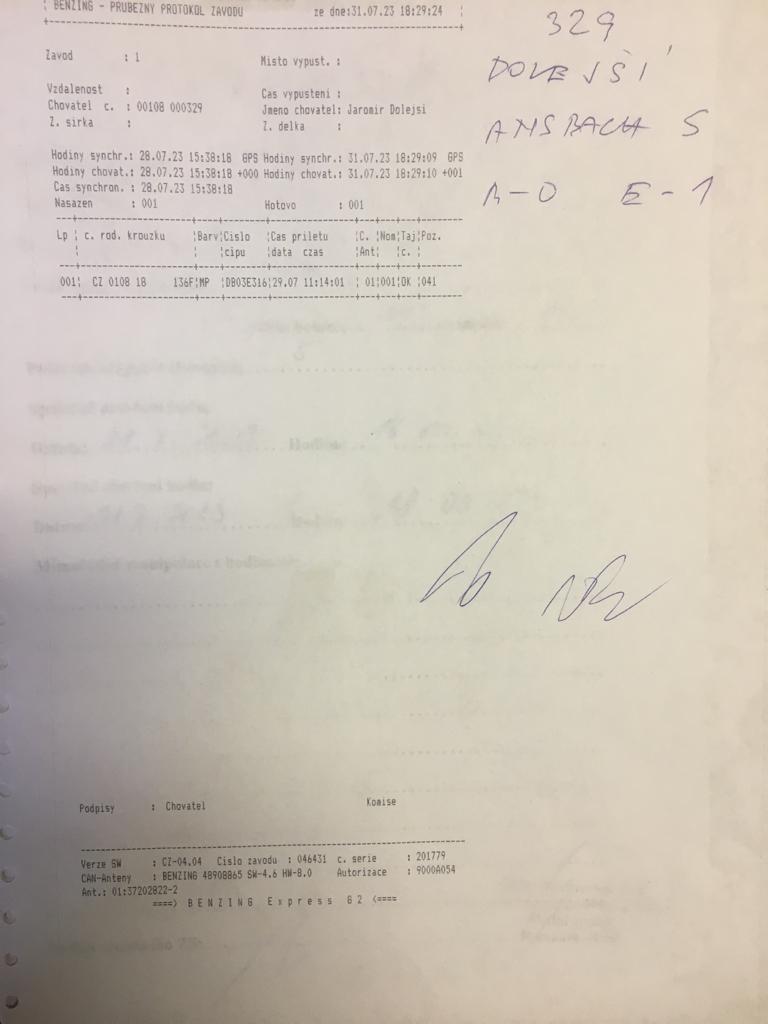 ¦ BENZING - PRUBEZNY PROTOKOL ZAVODU ze dne:31.07.23 18:29:24 ¦
329
DOLEJŠÍ
ANSBACH S
A-0 E-1
Zavod : 1 Misto vypust. :
Vzdalenost : Cas vypusteni :
Chovatel c. : 00108 000329 Jmeno chovatel: Jaromir Dolejsi
Z. sirka : Z. delka :
Hodiny synchr.: 28.07.23 15:38:18 GPS Hodiny synchr.: 31.07.23 18:29:09 GPS
Hodiny chovat.: 28.07.23 15:38:18 +000 Hodiny chovat.: 31.07.23 18:29:10 +001
Cas synchron. : 28.07.23 15:38:18
Nasazen : 001 Hotovo : 001
Lp ¦ c. rod. krouzku ¦Barv¦Cislo ¦Cas priletu ¦C. ¦Nom¦Taj¦Poz.
¦ ¦ ¦cipu ¦data czas ¦Ant¦ ¦c. ¦
001¦ CZ 0108 18 136F¦MP ¦DB03E316¦29.07 11:14:01 ¦ 01¦001¦OK ¦041
Podpisy : Chovatel Komise
Verze SW : CZ-04.04 Cislo zavodu : 046431 c. serie : 201779
CAN-Anteny : BENZING 48908865 SW-4.6 HW-8.0 Autorizace : 9000A054
Ant.: 01:37202822-2
====> B E N Z I N G E x p r e s s G 2 <====